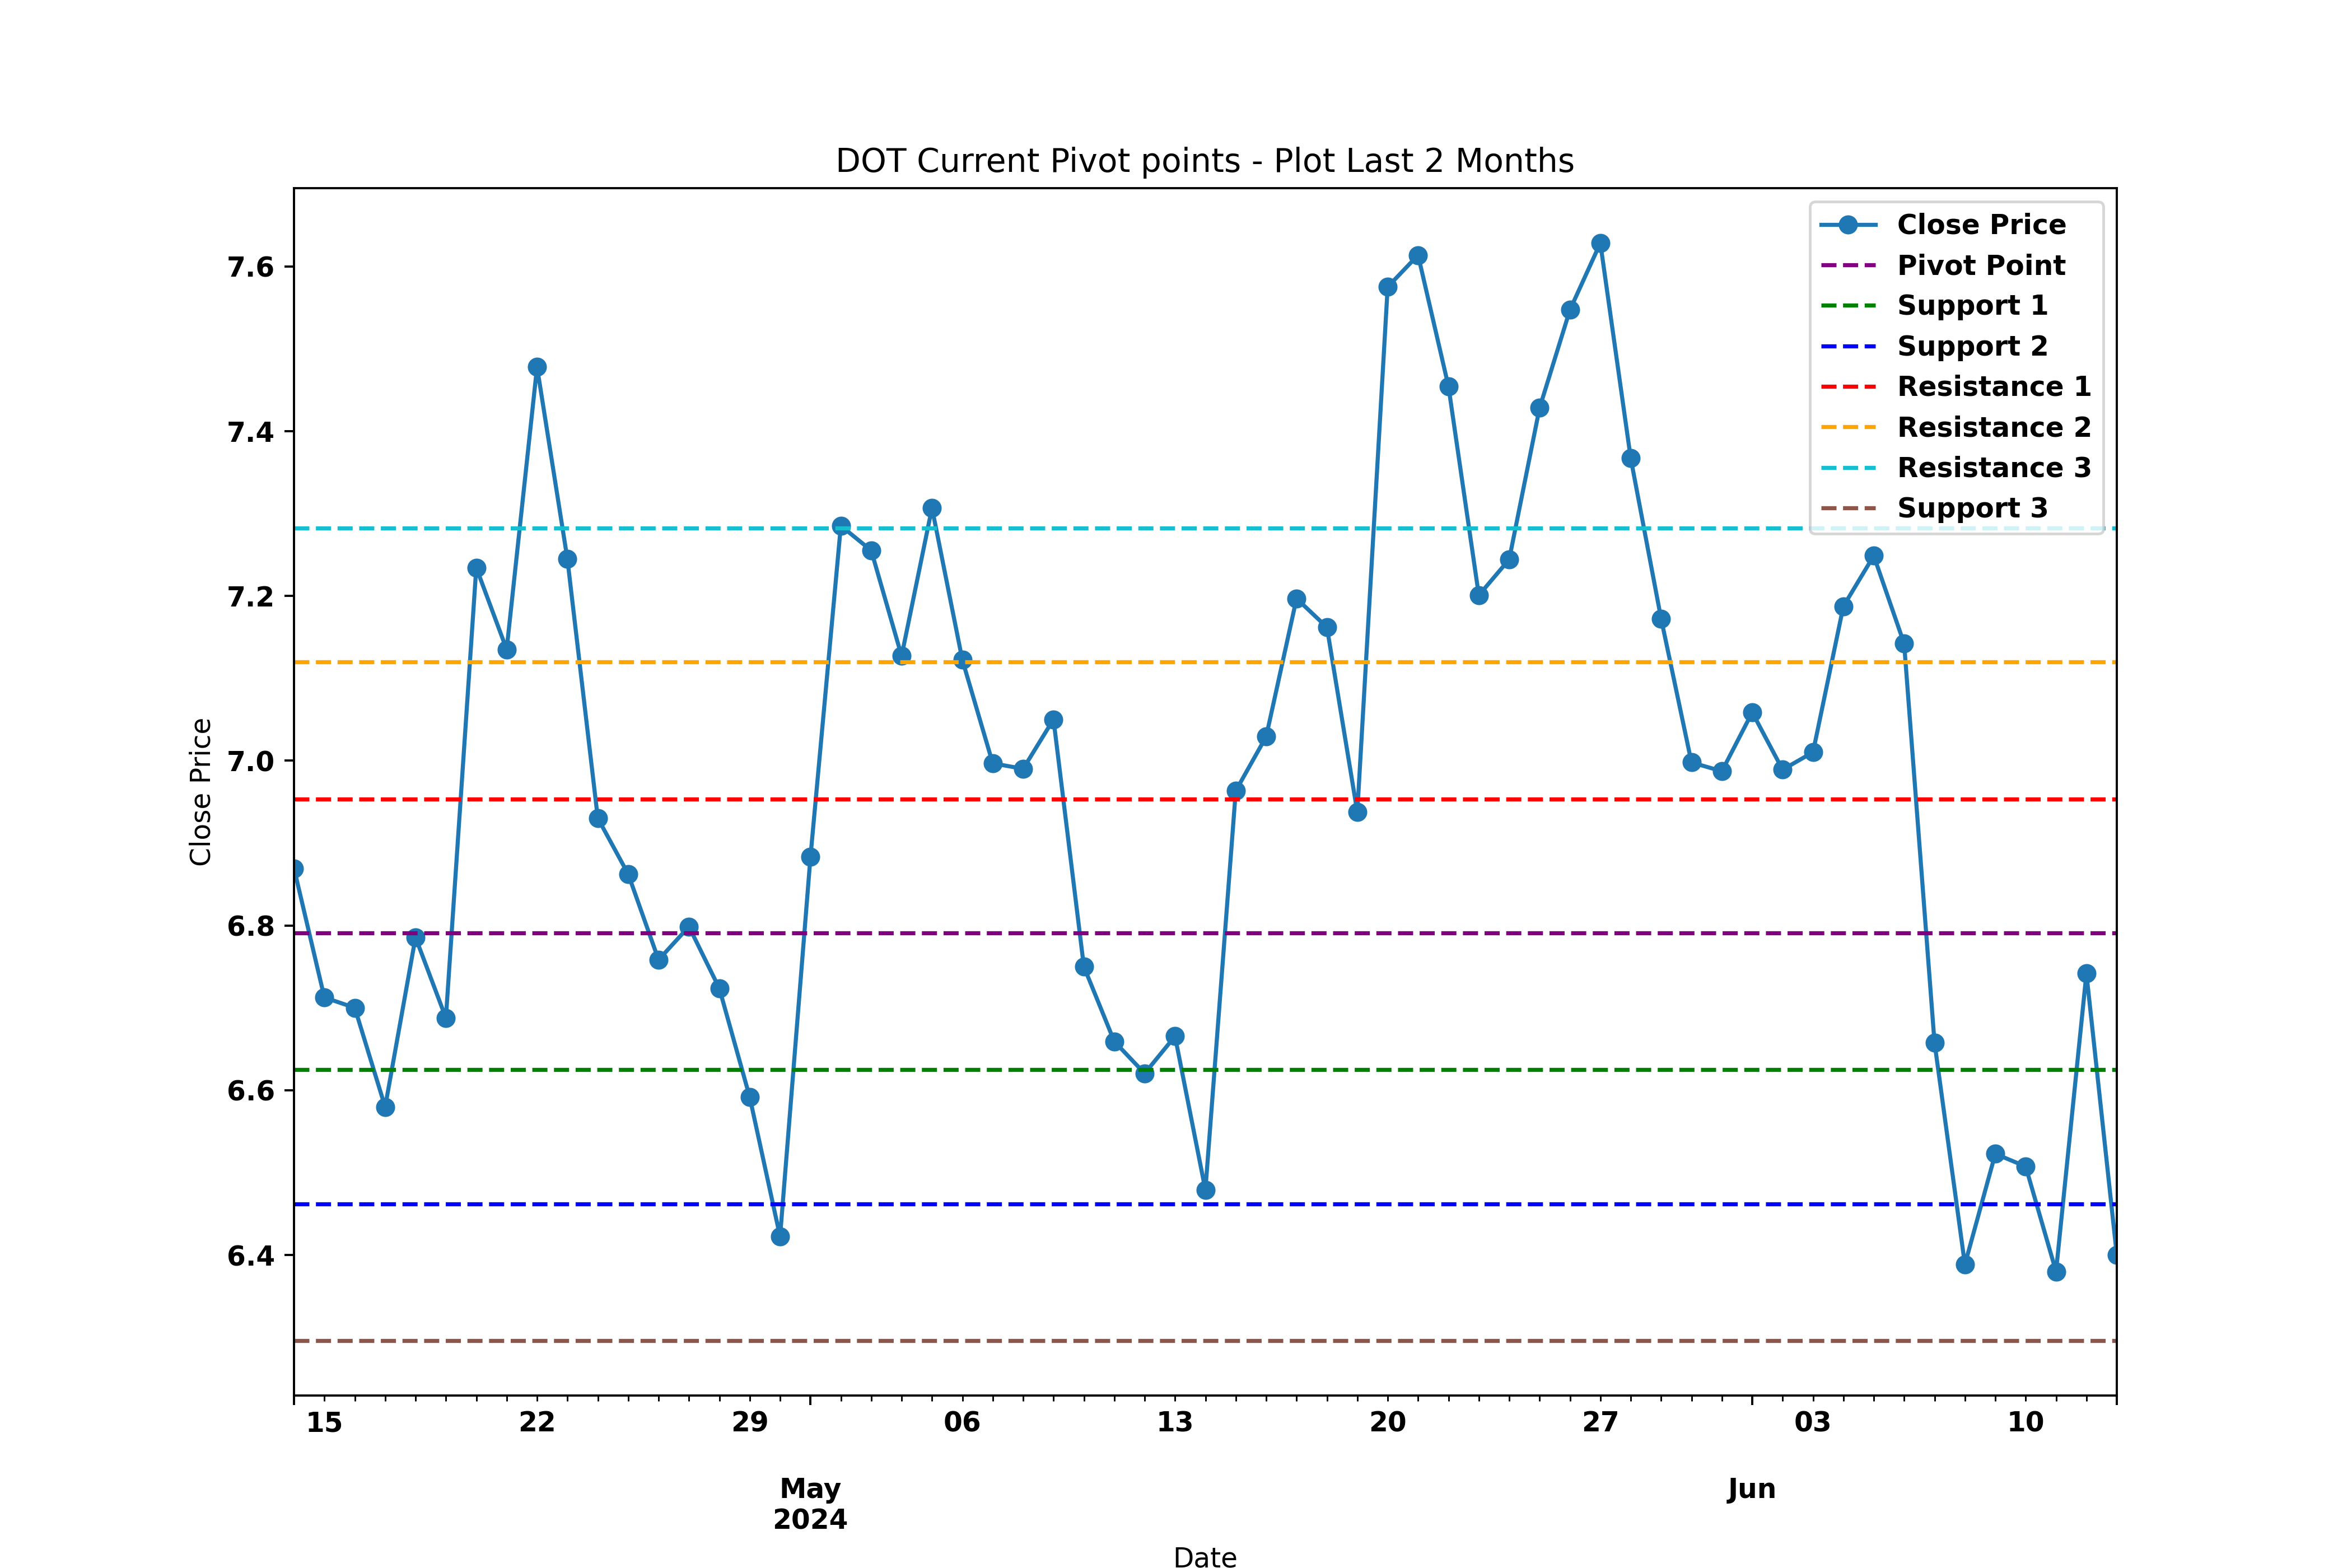 DOT Current Pivot points - Plot Last 2 Months
Close Price
Pivot Point
Support 1
Support 2
Resistance 1
Resistance 2
Resistance 3
Support 3
7.6
7.4
7.2
7.0
6.8
6.6
6.4
Close Price
15 22 29 06 13 20 27 03 10
May Jun
2024
Date